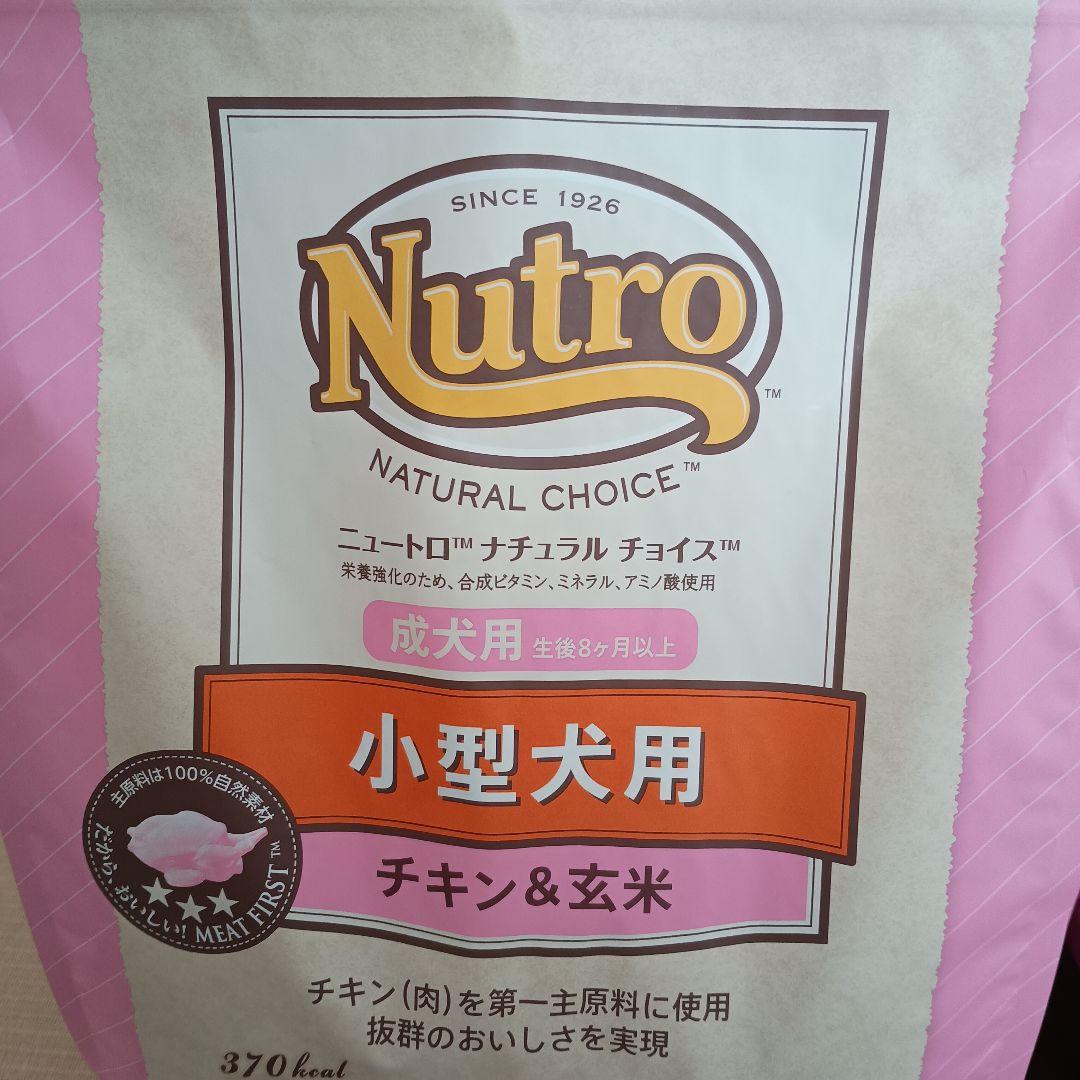 SINCE 1926
Nutro™
NATURAL CHOICE™
ニュートロ™ ナチュラル チョイス™
栄養強化のため、合成ビタミン、ミネラル、アミノ酸使用
成犬用 生後8ヶ月以上
小型犬用
チキン&玄米
主原料は100%自然素材
だから、おいしい! MEAT FIRST™
チキン(肉)を第一主原料に使用
抜群のおいしさを実現
370kcal